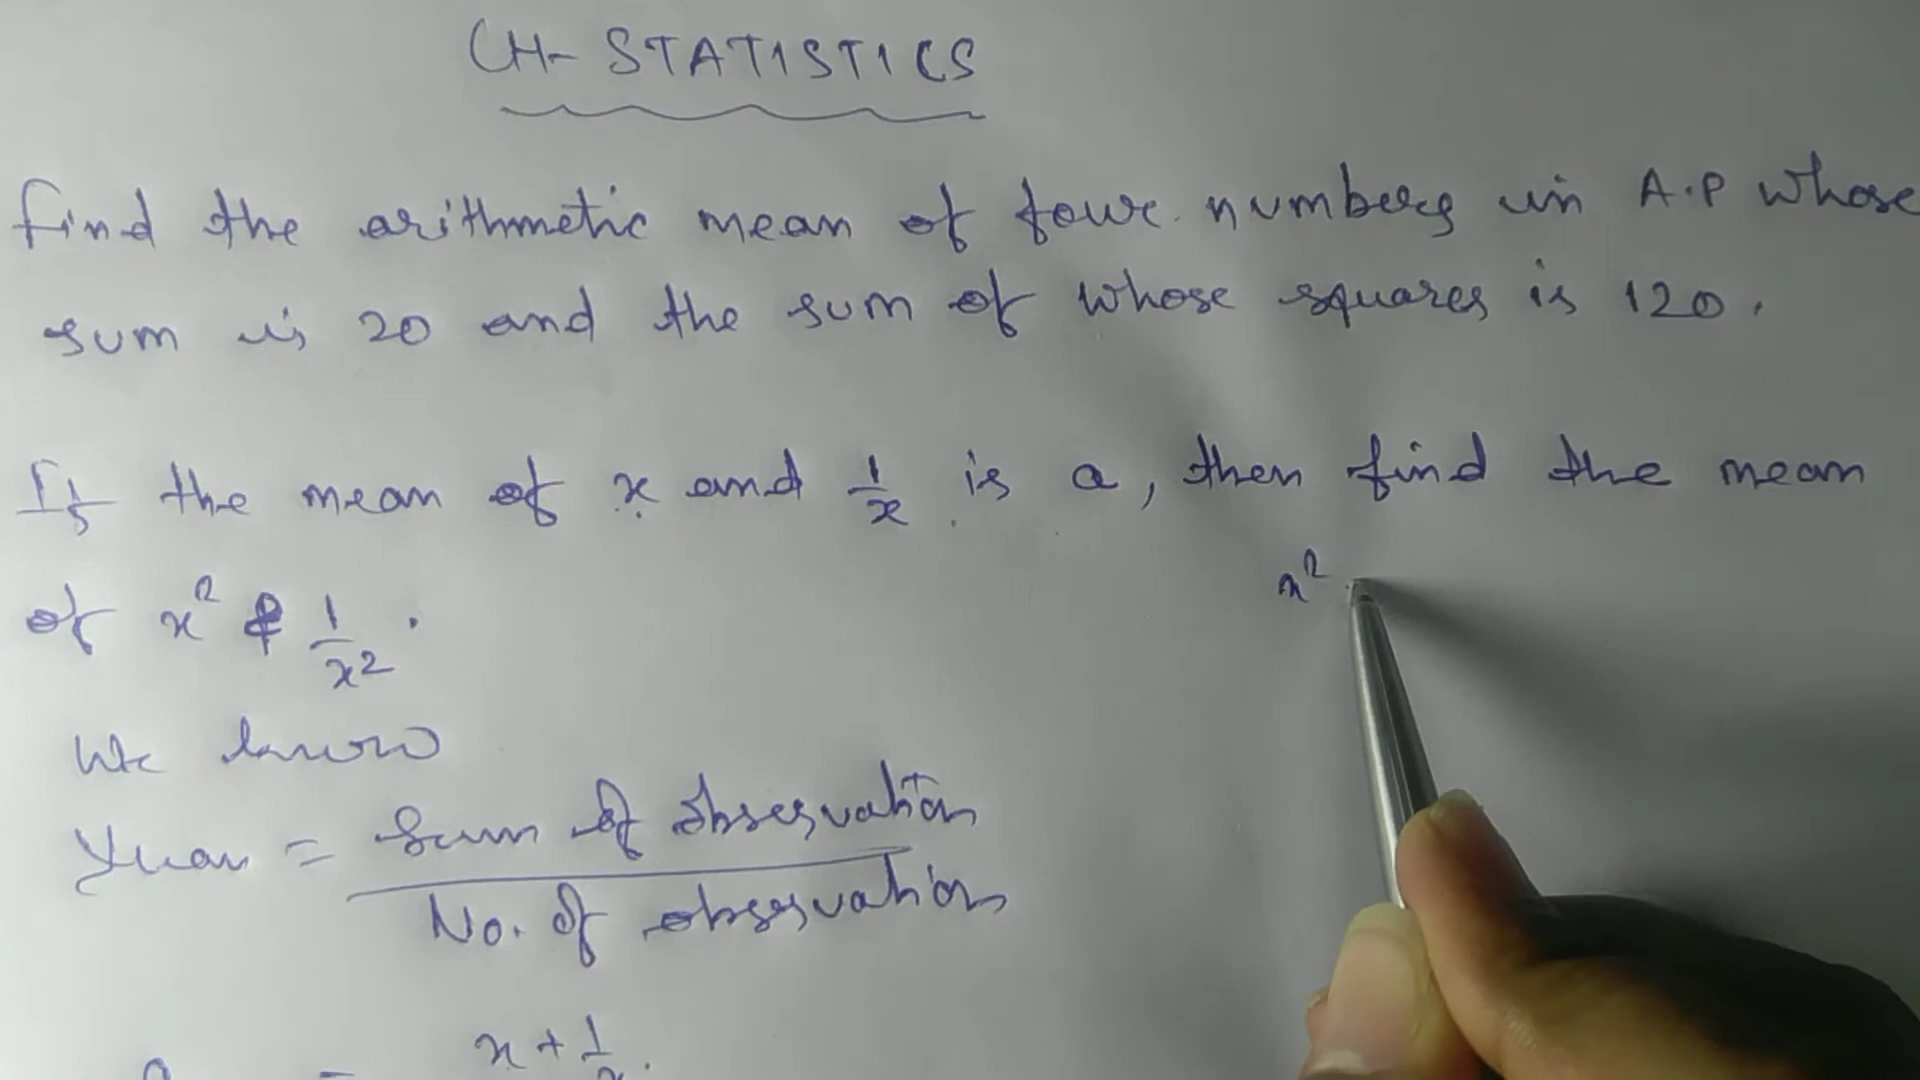 CH- STATISTICS
find the arithmetic mean of four numbers in A.P whose
sum is 20 and the sum of whose squares is 120.
If the mean of x and 1/x is a, then find the mean
of x² & 1/x².
x²
We know
Mean = Sum of observation / No. of observation
x + 1/x